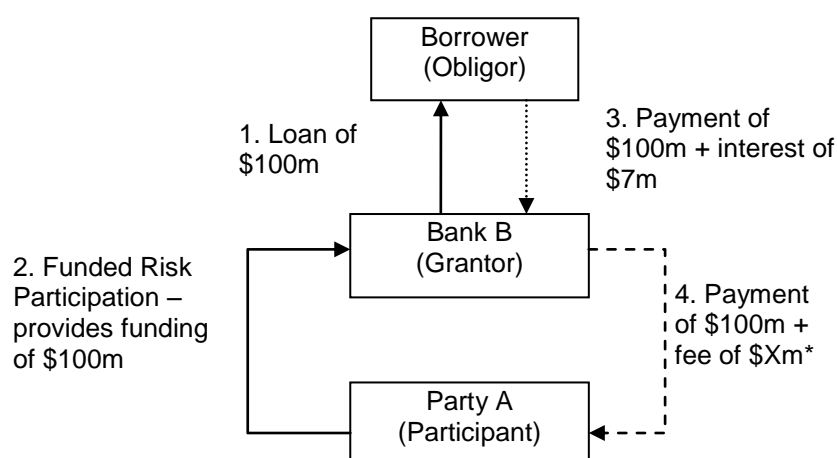 Borrower
(Obligor)
1. Loan of
$100m
3. Payment of
$100m + interest of
$7m
Bank B
(Grantor)
2. Funded Risk
Participation –
provides funding
of $100m
4. Payment
of $100m +
fee of $Xm*
Party A
(Participant)